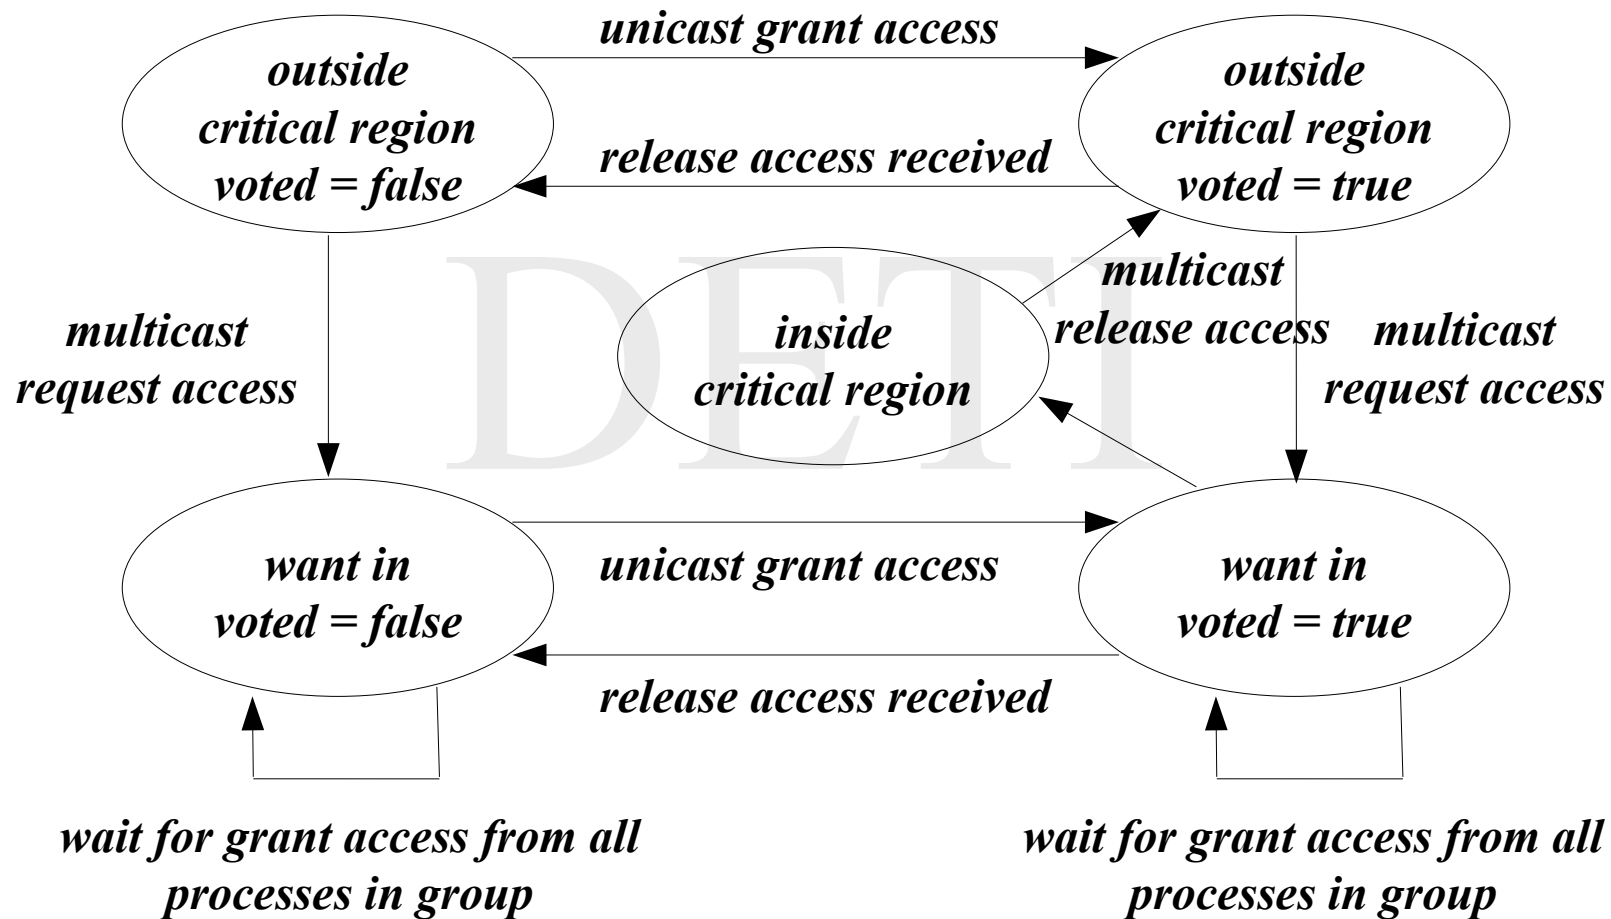 unicast grant access
outside
critical region
voted = false
outside
critical region
voted = true
release access received
multicast
release access
multicast
request access
inside
critical region
multicast
request access
DETI
want in
voted = false
unicast grant access
want in
voted = true
release access received
wait for grant access from all
processes in group
wait for grant access from all
processes in group